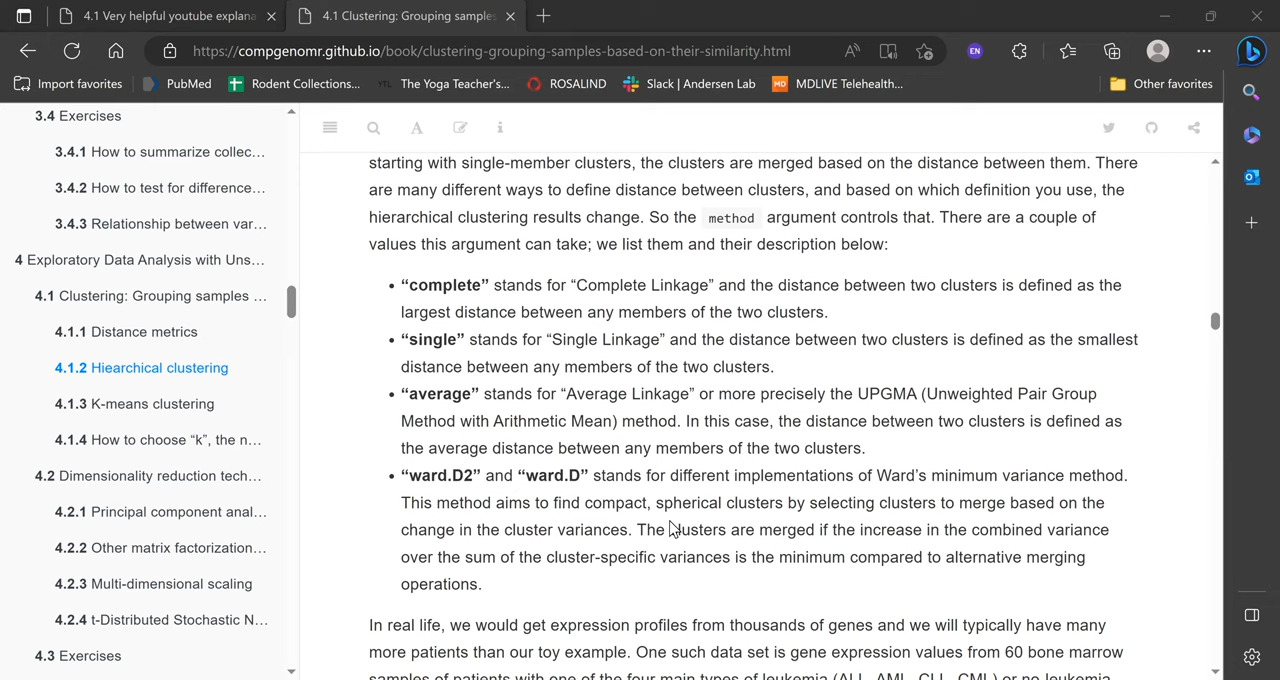 4.1 Very helpful youtube explana
4.1 Clustering: Grouping samples
https://compgenomr.github.io/book/clustering-grouping-samples-based-on-their-similarity.html
EN
Import favorites
PubMed
Rodent Collections...
YTL The Yoga Teacher's...
ROSALIND
Slack | Andersen Lab
MD MDLIVE Telehealth...
Other favorites
3.4 Exercises
3.4.1 How to summarize collec...
3.4.2 How to test for difference...
3.4.3 Relationship between var...
4 Exploratory Data Analysis with Uns...
4.1 Clustering: Grouping samples ...
4.1.1 Distance metrics
4.1.2 Hiearchical clustering
4.1.3 K-means clustering
4.1.4 How to choose “k”, the n...
4.2 Dimensionality reduction tech...
4.2.1 Principal component anal...
4.2.2 Other matrix factorization...
4.2.3 Multi-dimensional scaling
4.2.4 t-Distributed Stochastic N...
4.3 Exercises
starting with single-member clusters, the clusters are merged based on the distance between them. There
are many different ways to define distance between clusters, and based on which definition you use, the
hierarchical clustering results change. So the method argument controls that. There are a couple of
values this argument can take; we list them and their description below:
• “complete” stands for “Complete Linkage” and the distance between two clusters is defined as the
largest distance between any members of the two clusters.
• “single” stands for “Single Linkage” and the distance between two clusters is defined as the smallest
distance between any members of the two clusters.
• “average” stands for “Average Linkage” or more precisely the UPGMA (Unweighted Pair Group
Method with Arithmetic Mean) method. In this case, the distance between two clusters is defined as
the average distance between any members of the two clusters.
• “ward.D2” and “ward.D” stands for different implementations of Ward’s minimum variance method.
This method aims to find compact, spherical clusters by selecting clusters to merge based on the
change in the cluster variances. The clusters are merged if the increase in the combined variance
over the sum of the cluster-specific variances is the minimum compared to alternative merging
operations.
In real life, we would get expression profiles from thousands of genes and we will typically have many
more patients than our toy example. One such data set is gene expression values from 60 bone marrow
samples of patients with one of the four main types of leukemia (ALL, AML, CLL, CML) or no leukemia